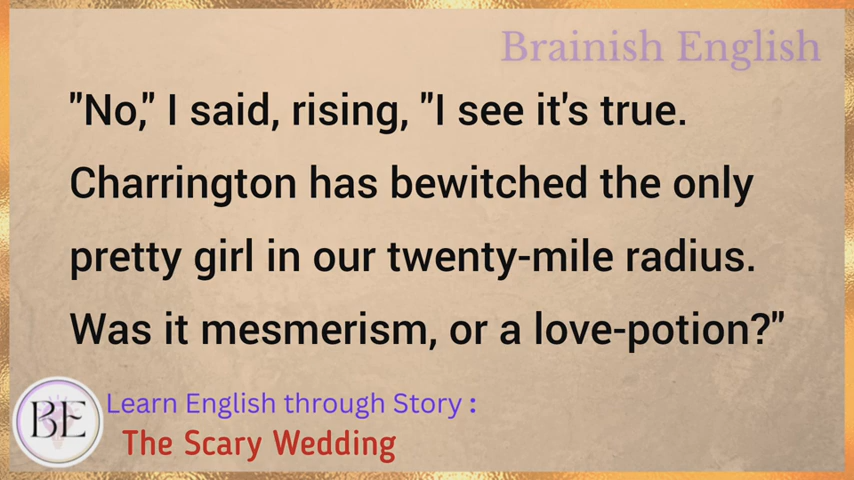 Brainish English
"No," I said, rising, "I see it's true.
Charrington has bewitched the only
pretty girl in our twenty-mile radius.
Was it mesmerism, or a love-potion?"
BE
Learn English through Story :
The Scary Wedding